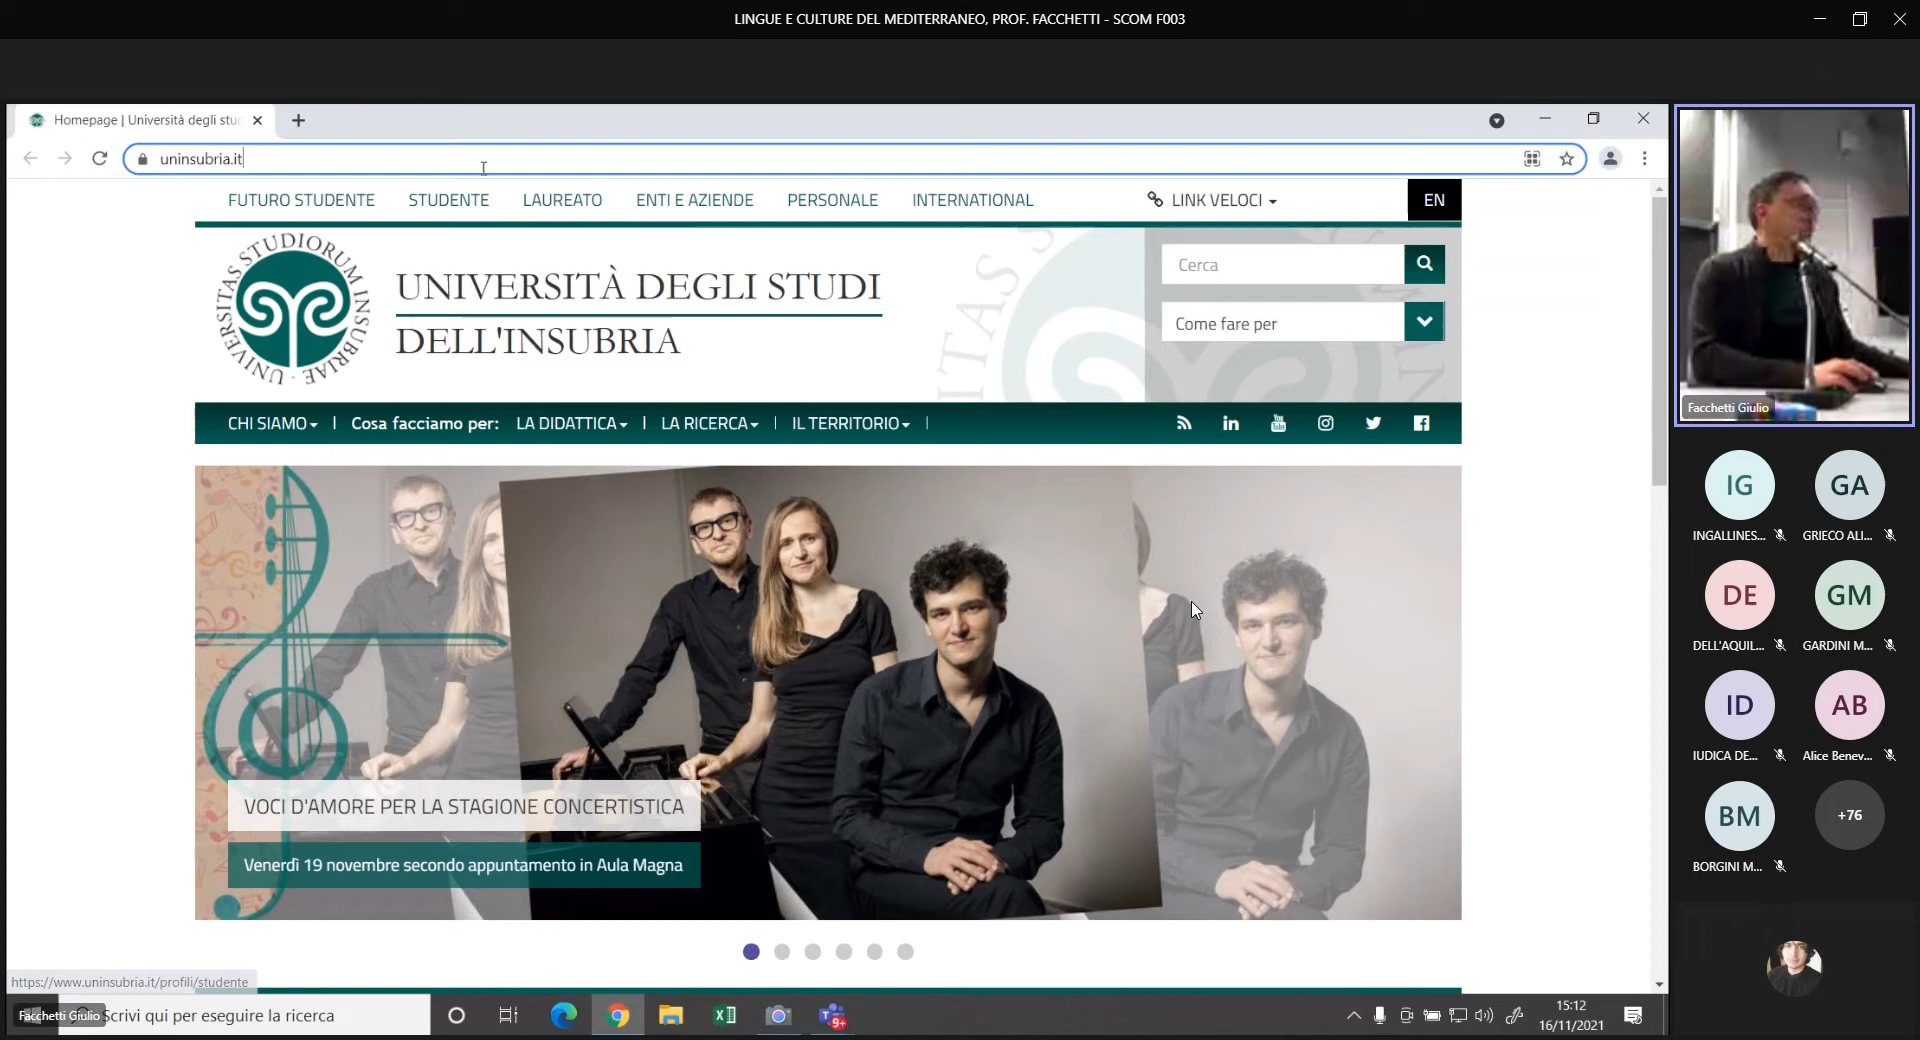 LINGUE E CULTURE DEL MEDITERRANEO, PROF. FACCHETTI - SCOM F003
Homepage | Università degli stu
uninsubria.it
FUTURO STUDENTE STUDENTE LAUREATO ENTI E AZIENDE PERSONALE INTERNATIONAL LINK VELOCI EN
UNIVERSITAS STUDIORUM INSUBRIAE
UNIVERSITÀ DEGLI STUDI
DELL'INSUBRIA
Cerca
Come fare per
CHI SIAMO Cosa facciamo per: LA DIDATTICA LA RICERCA IL TERRITORIO
VOCI D'AMORE PER LA STAGIONE CONCERTISTICA
Venerdì 19 novembre secondo appuntamento in Aula Magna
https://www.uninsubria.it/profili/studente
Facchetti Giulio
Scrivi qui per eseguire la ricerca
9+
15:12
16/11/2021
Facchetti Giulio
IG GA
INGALLINES... GRIECO ALI...
DE GM
DELL'AQUIL... GARDINI M...
ID AB
IUDICA DE... Alice Benev...
BM +76
BORGINI M...